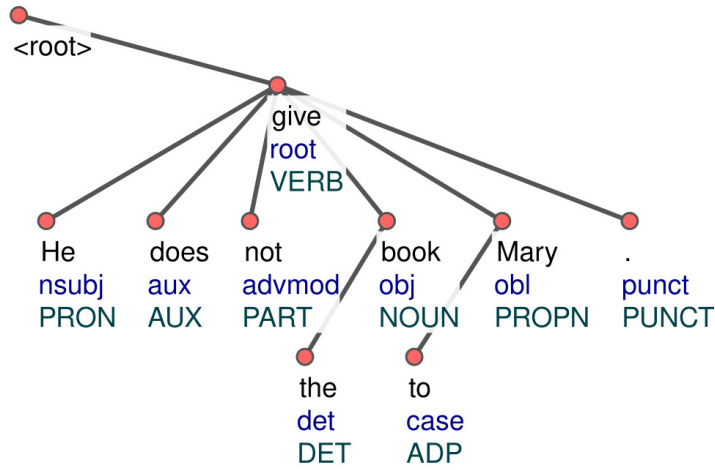 <root>
give
root
VERB
He does not book Mary .
nsubj aux advmod obj obl punct
PRON AUX PART NOUN PROPN PUNCT
the to
det case
DET ADP